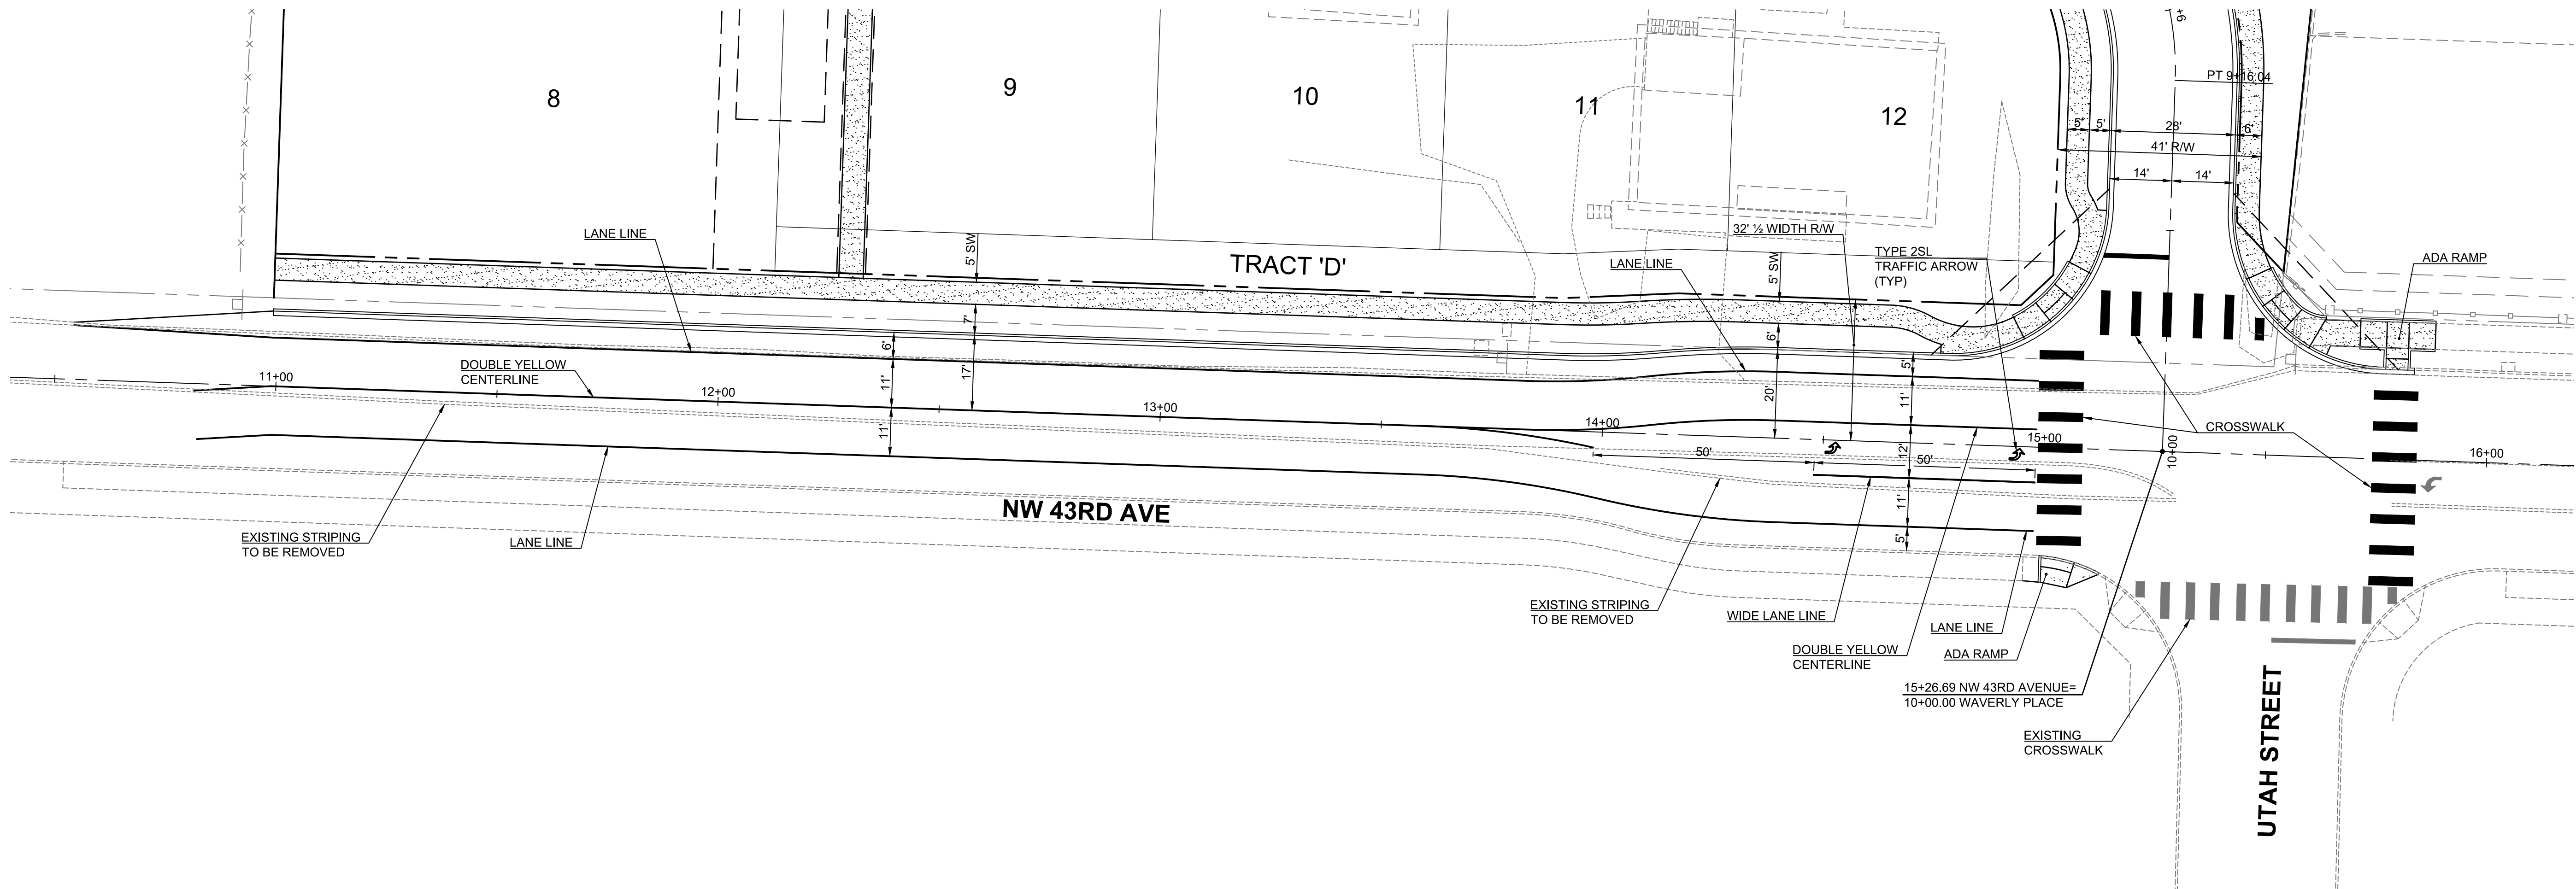 8
9
10
11
12
9+
PT 9+16.04
5'
5'
28'
6'
41' R/W
14'
14'
LANE LINE
5' SW
TRACT 'D'
32' ½ WIDTH R/W
LANE LINE
5' SW
TYPE 2SL
TRAFFIC ARROW
(TYP)
ADA RAMP
7'
6'
11'
17'
11'
6'
20'
5'
11'
12'
11'
5'
DOUBLE YELLOW
CENTERLINE
11+00
12+00
13+00
14+00
15+00
10+00
16+00
CROSSWALK
50'
50'
NW 43RD AVE
EXISTING STRIPING
TO BE REMOVED
LANE LINE
EXISTING STRIPING
TO BE REMOVED
WIDE LANE LINE
LANE LINE
DOUBLE YELLOW
CENTERLINE
ADA RAMP
15+26.69 NW 43RD AVENUE=
10+00.00 WAVERLY PLACE
EXISTING
CROSSWALK
UTAH STREET